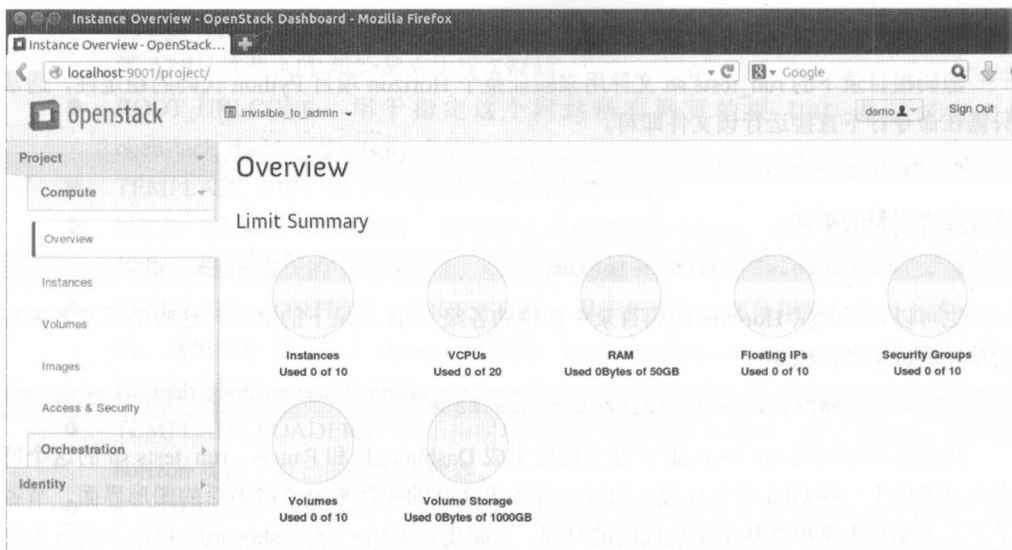 Instance Overview - OpenStack Dashboard - Mozilla Firefox
Instance Overview - OpenStack...
localhost:9001/project/
Google
openstack
invisible_to_admin
demo
Sign Out
Project
Compute
Overview
Instances
Volumes
Images
Access & Security
Orchestration
Identity
Overview
Limit Summary
Instances
Used 0 of 10
VCPUs
Used 0 of 20
RAM
Used 0Bytes of 50GB
Floating IPs
Used 0 of 10
Security Groups
Used 0 of 10
Volumes
Used 0 of 10
Volume Storage
Used 0Bytes of 1000GB